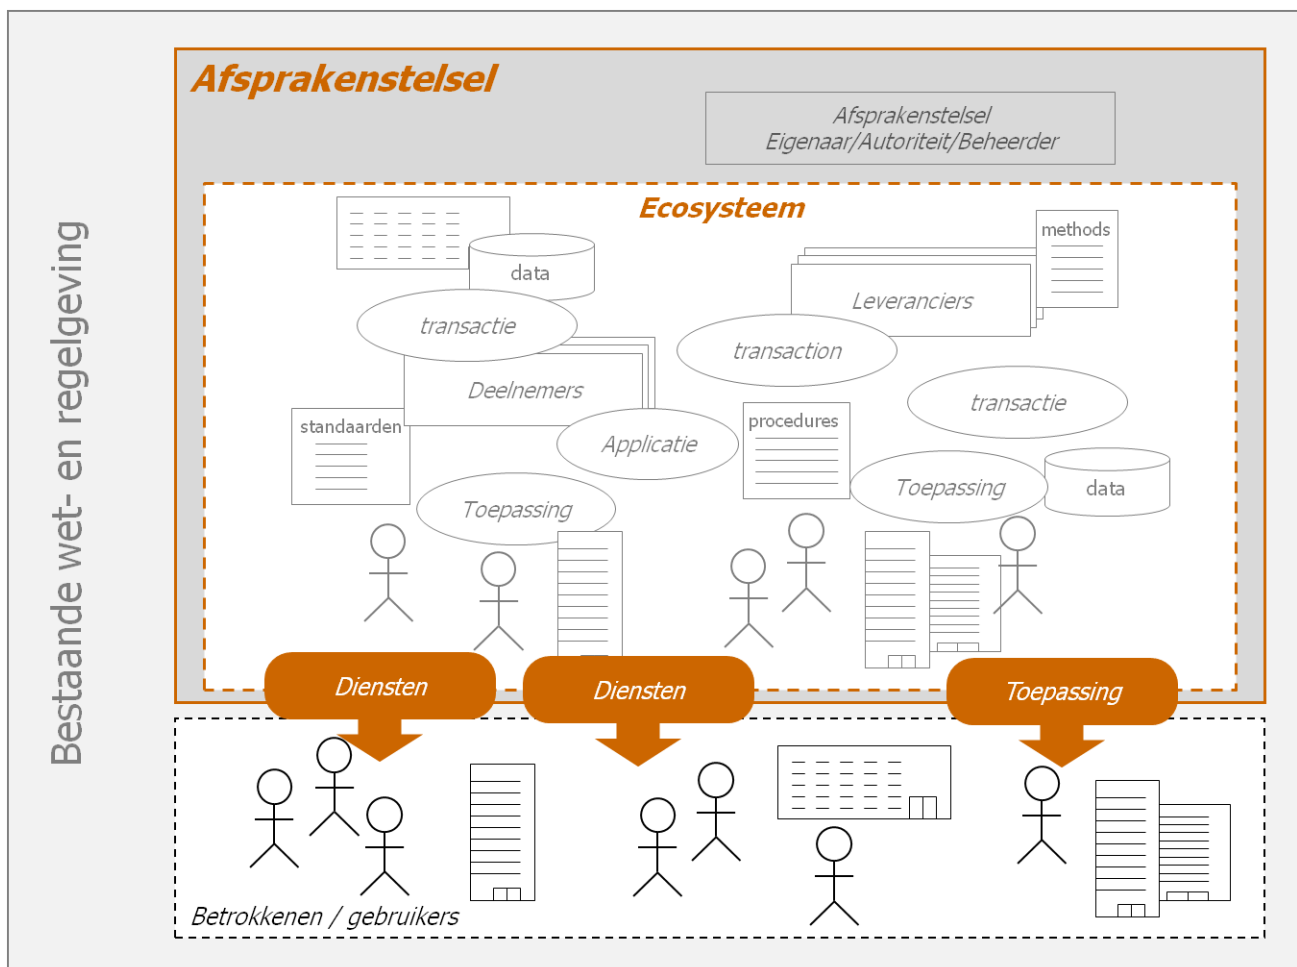 Bestaande wet- en regelgeving
Afsprakenstelsel
Afsprakenstelsel
Eigenaar/Autoriteit/Beheerder
Ecosysteem
data
methods
Leveranciers
transactie
transaction
Deelnemers
transactie
standaarden
procedures
Applicatie
Toepassing
data
Toepassing
Diensten
Diensten
Toepassing
Betrokkenen / gebruikers